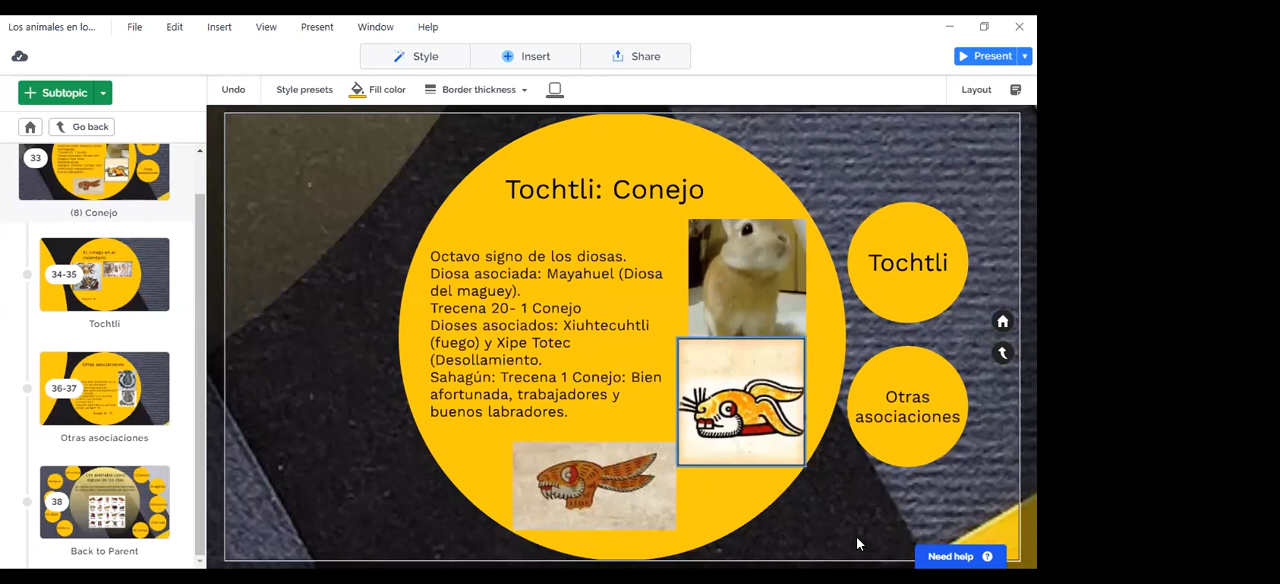 Los animales en lo...
File
Edit
Insert
View
Present
Window
Help
Style
Insert
Share
Present
Subtopic
Undo
Style presets
Fill color
Border thickness
Layout
Go back
33
(8) Conejo
34-35
Tochtli
Otras asociaciones
36-37
Otras asociaciones
38
Back to Parent
Tochtli: Conejo
Octavo signo de los diosas.
Diosa asociada: Mayahuel (Diosa
del maguey).
Trecena 20- 1 Conejo
Dioses asociados: Xiuhtecuhtli
(fuego) y Xipe Totec
(Desollamiento.
Sahagún: Trecena 1 Conejo: Bien
afortunada, trabajadores y
buenos labradores.
Tochtli
Otras
asociaciones
Need help ?